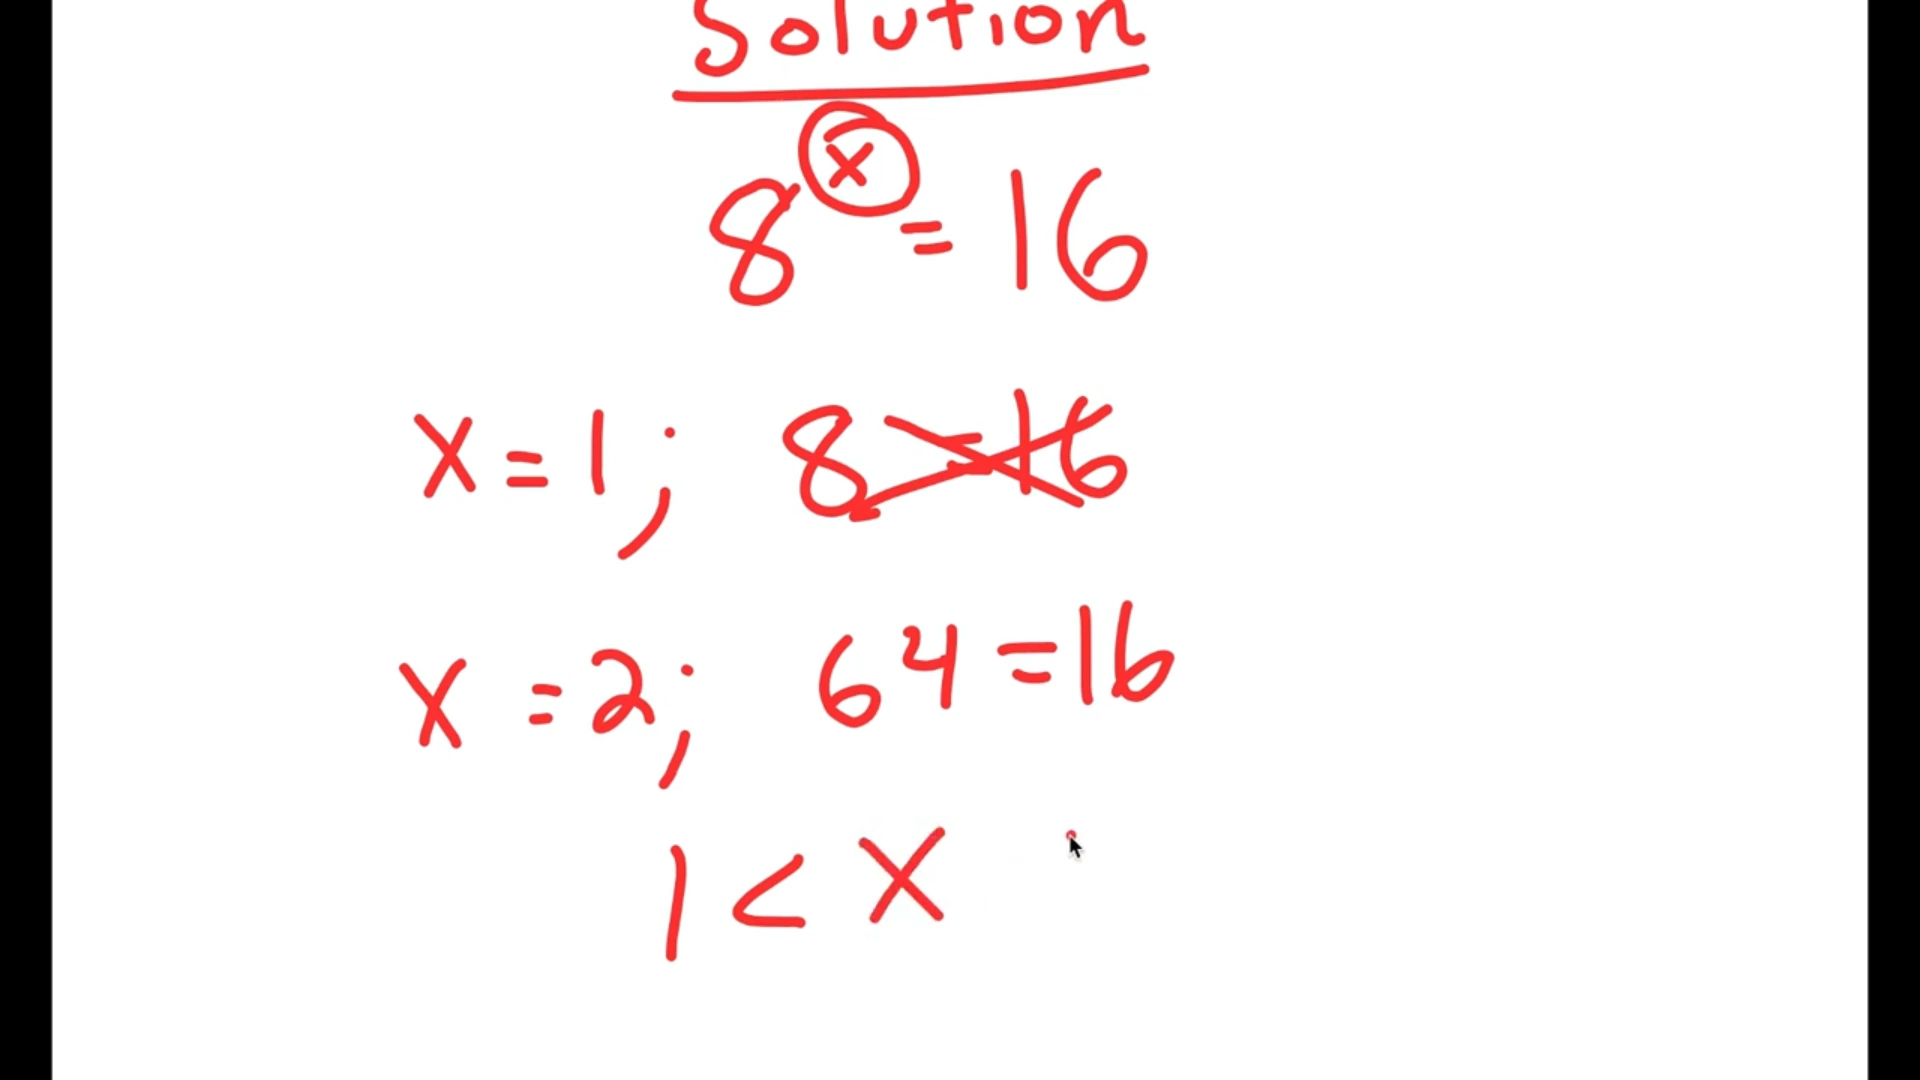 Solution
8^x = 16
x = 1; 8 = 16
x = 2; 64 = 16
1 < x